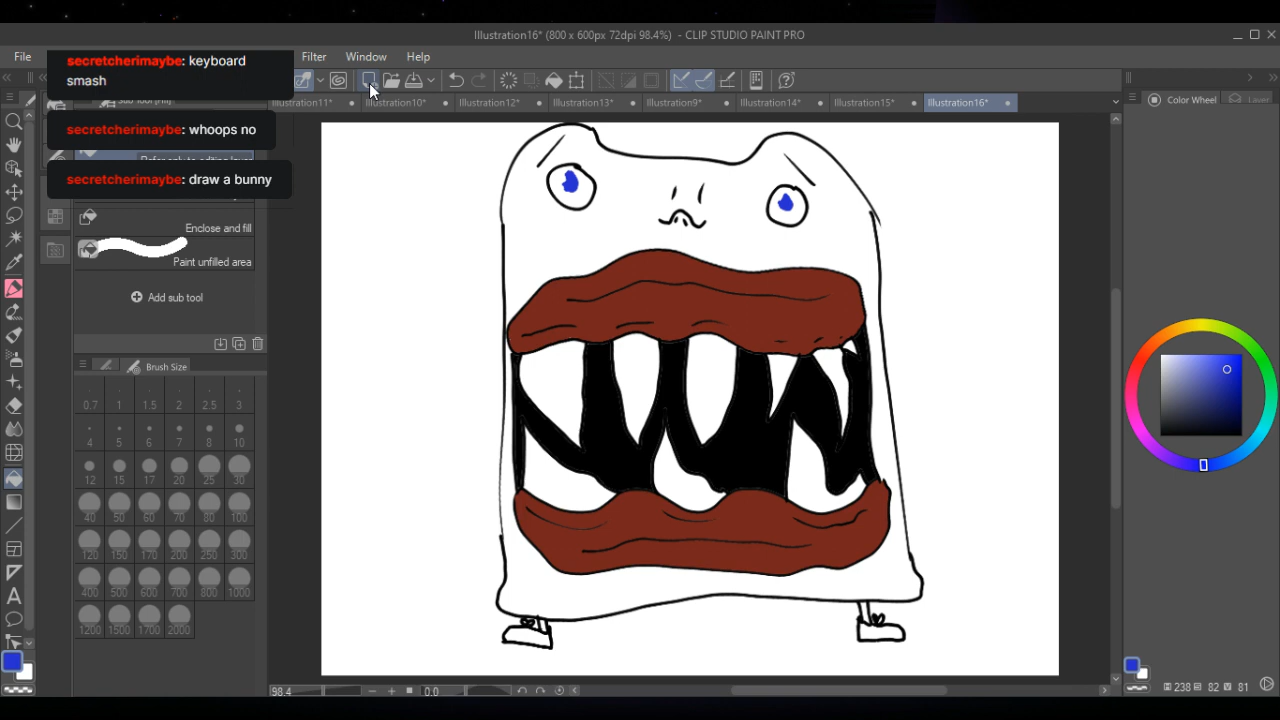 Illustration16* (800 x 600px 72dpi 98.4%) - CLIP STUDIO PAINT PRO
File
Filter
Window
Help
secretcherimaybe: keyboard
smash
secretcherimaybe: whoops no
secretcherimaybe: draw a bunny
Illustration11*
Illustration10*
Illustration12*
Illustration13*
Illustration9*
Illustration14*
Illustration15*
Illustration16*
Color Wheel
Layer
Sub Tool [Fill]
Refer only to editing layer
Enclose and fill
Paint unfilled area
Add sub tool
Brush Size
0.7 1 1.5 2 2.5 3
4 5 6 7 8 10
12 15 17 20 25 30
40 50 60 70 80 100
120 150 170 200 250 300
400 500 600 700 800 1000
1200 1500 1700 2000
98.4
0.0
H 238 S 82 V 81